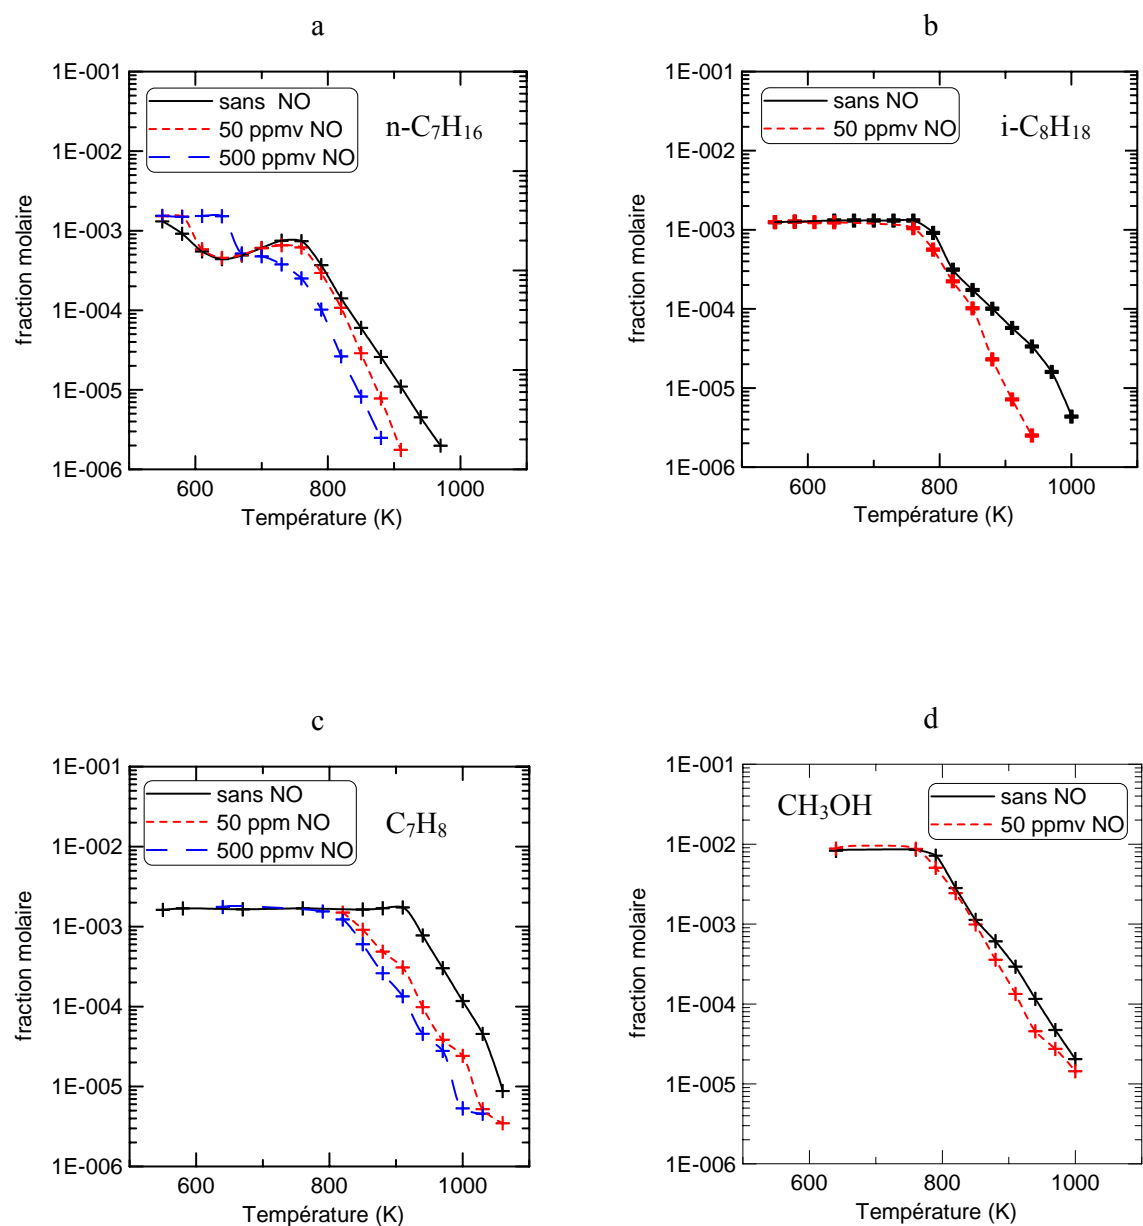 a
1E-001
1E-002
1E-003
1E-004
1E-005
1E-006
fraction molaire
sans NO
50 ppmv NO
500 ppmv NO
n-C7H16
600 800 1000
Température (K)
b
1E-001
1E-002
1E-003
1E-004
1E-005
1E-006
fraction molaire
sans NO
50 ppmv NO
i-C8H18
600 800 1000
Température (K)
c
1E-001
1E-002
1E-003
1E-004
1E-005
1E-006
fraction molaire
sans NO
50 ppm NO
500 ppmv NO
C7H8
600 800 1000
Température (K)
d
1E-001
1E-002
1E-003
1E-004
1E-005
1E-006
fraction molaire
CH3OH
sans NO
50 ppmv NO
600 800 1000
Température (K)